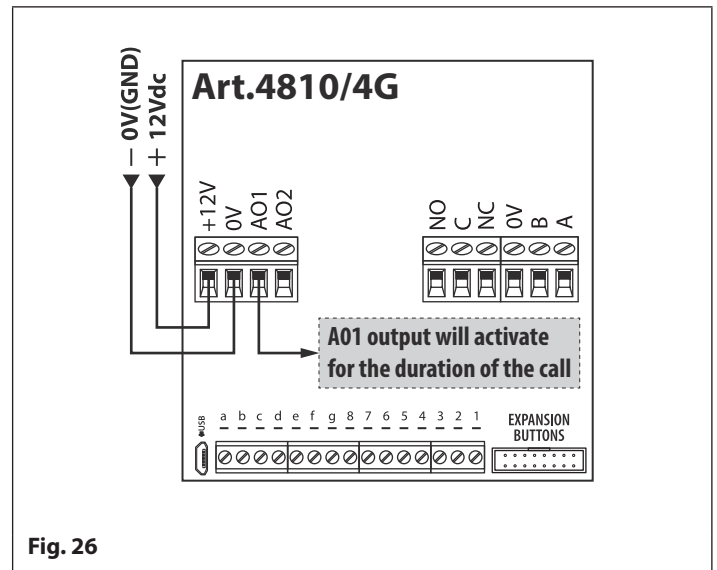 − 0V(GND)
+ 12Vdc
Art.4810/4G
+12V
0V
AO1
AO2
NO
C
NC
0V
B
A
A01 output will activate
for the duration of the call
USB
a b c d e f g 8 7 6 5 4 3 2 1
EXPANSION
BUTTONS
Fig. 26